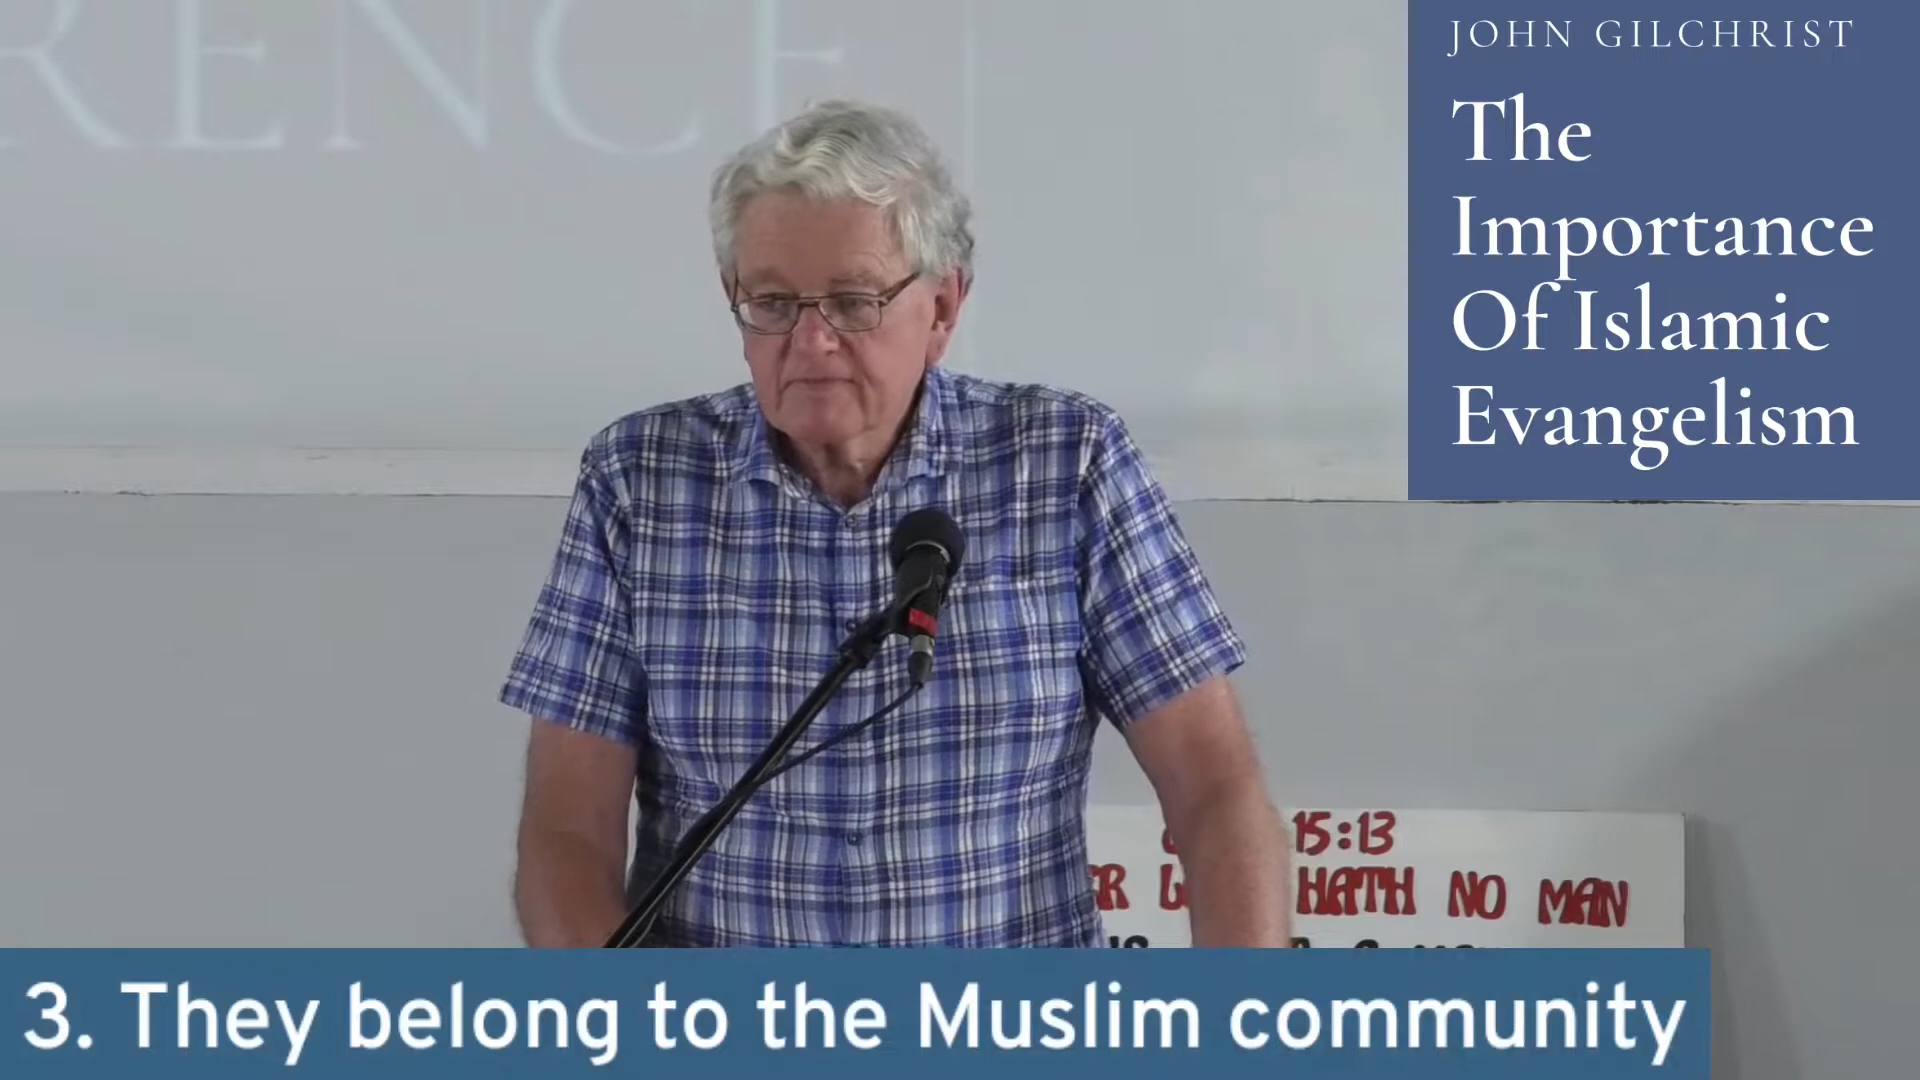 RENCE
JOHN GILCHRIST
The
Importance
Of Islamic
Evangelism
15:13
HATH NO MAN
3. They belong to the Muslim community